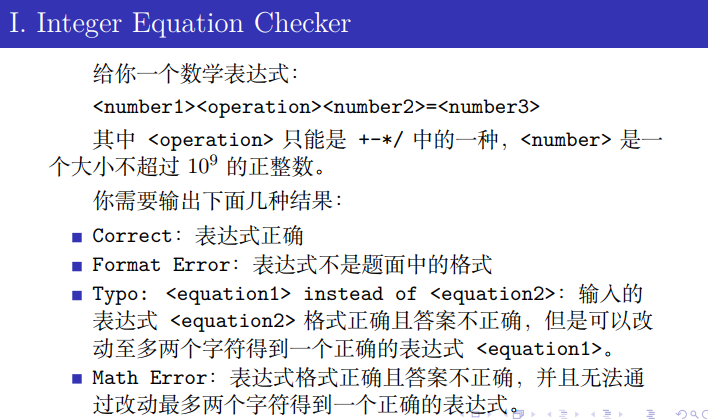 I. Integer Equation Checker
给你一个数学表达式：
<number1><operation><number2>=<number3>
其中 <operation> 只能是 +-*/ 中的一种，<number> 是一
个大小不超过 10⁹ 的正整数。
你需要输出下面几种结果：
Correct：表达式正确
Format Error：表达式不是题面中的格式
Typo: <equation1> instead of <equation2>：输入的
表达式 <equation2> 格式正确且答案不正确，但是可以改
动至多两个字符得到一个正确的表达式 <equation1>。
Math Error：表达式格式正确且答案不正确，并且无法通
过改动最多两个字符得到一个正确的表达式。